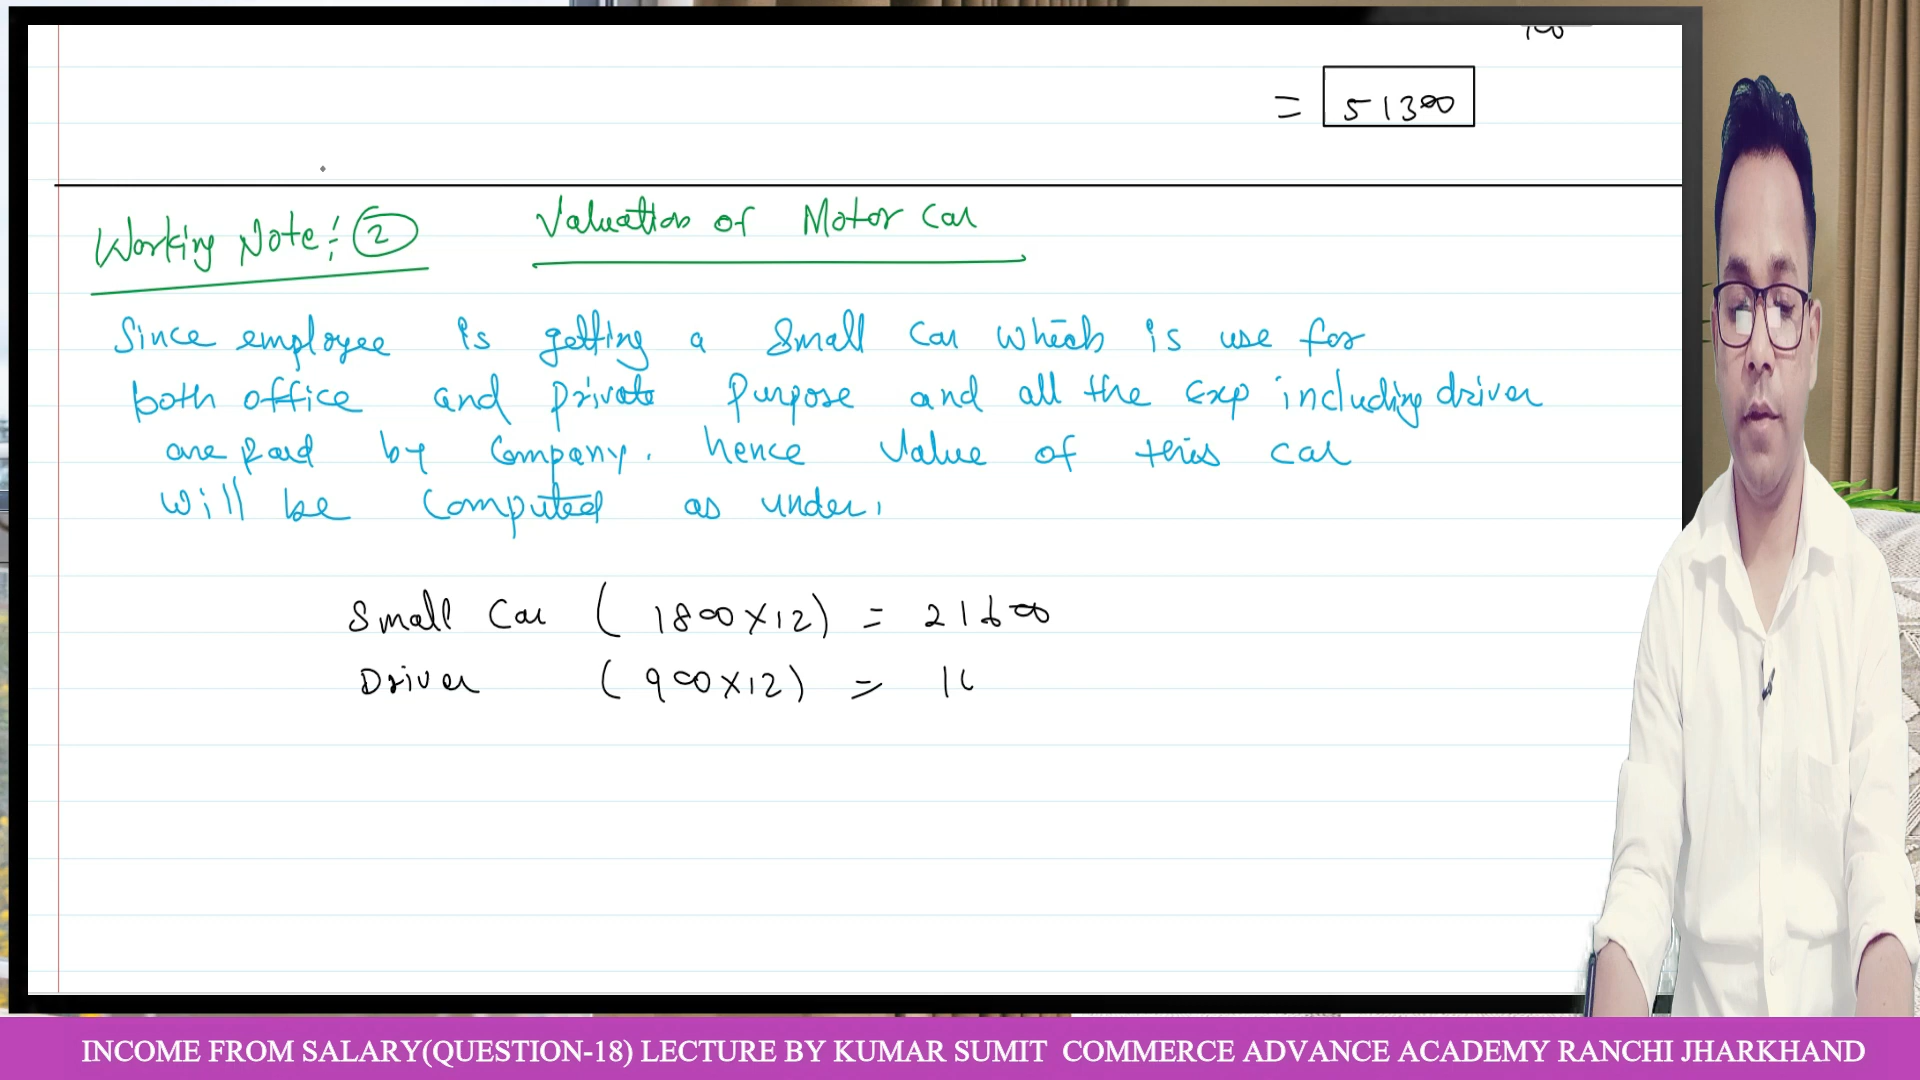 = 51300
Working Note:- 2 Valuation of Motor Car
Since employee is getting a Small Car which is use for
both office and private Purpose and all the Exp including driver
are paid by Company. hence Value of this car
will be Computed as under,
Small Car ( 1800 X 12) = 21600
Driver ( 900 X 12) =
INCOME FROM SALARY(QUESTION-18) LECTURE BY KUMAR SUMIT COMMERCE ADVANCE ACADEMY RANCHI JHARKHAND